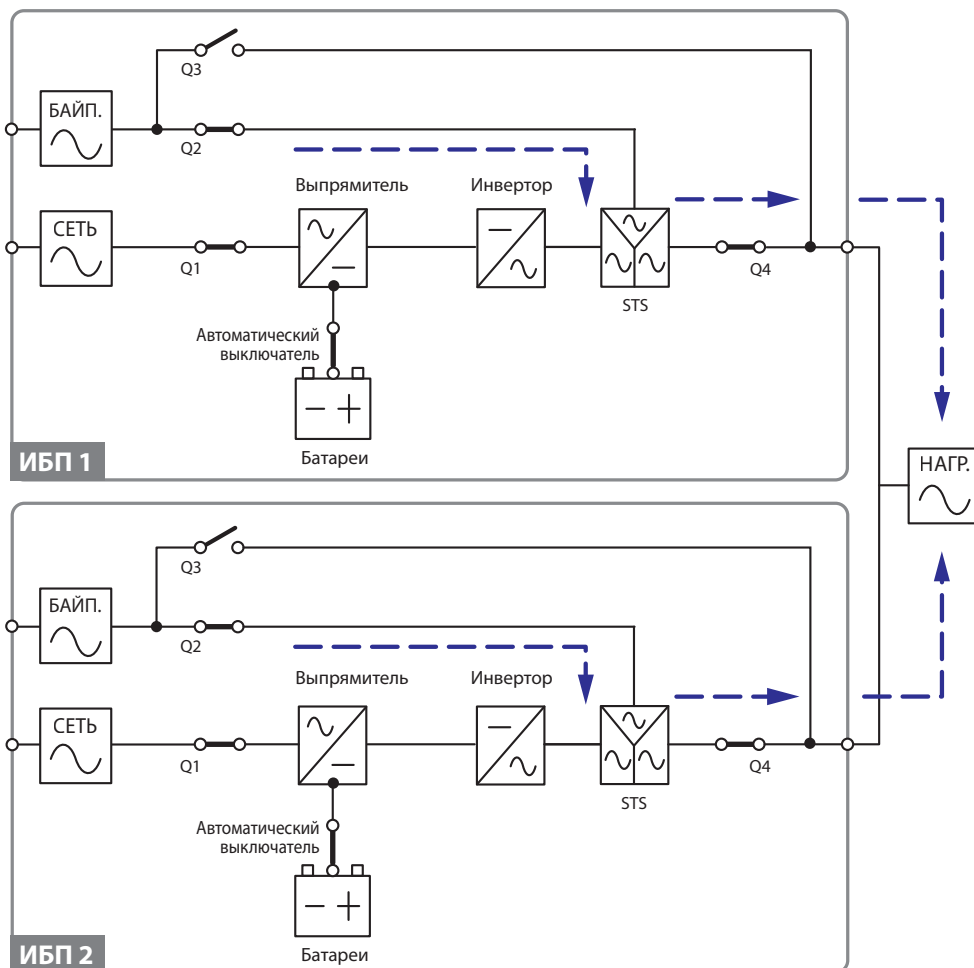 Q3
БАЙП.
Q2
Выпрямитель
Инвертор
СЕТЬ
Q1
Q4
STS
Автоматический
выключатель
− +
Батареи
ИБП 1
НАГР.
Q3
БАЙП.
Q2
Выпрямитель
Инвертор
СЕТЬ
Q1
Q4
STS
Автоматический
выключатель
− +
Батареи
ИБП 2